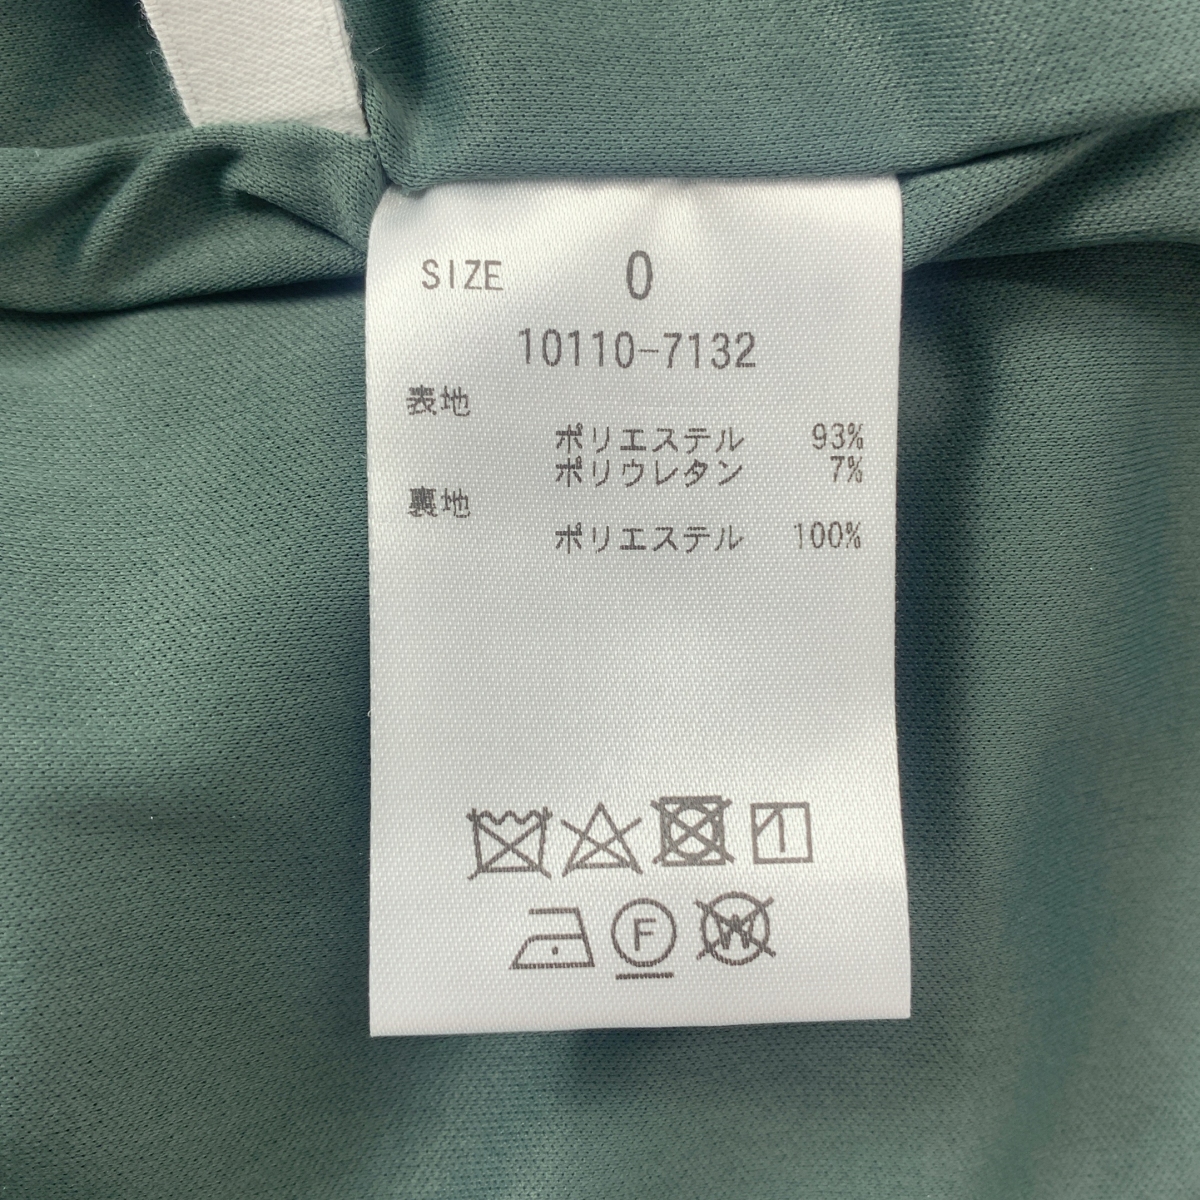 SIZE 0
10110-7132
表地
ポリエステル 93%
ポリウレタン 7%
裏地
ポリエステル 100%
F W